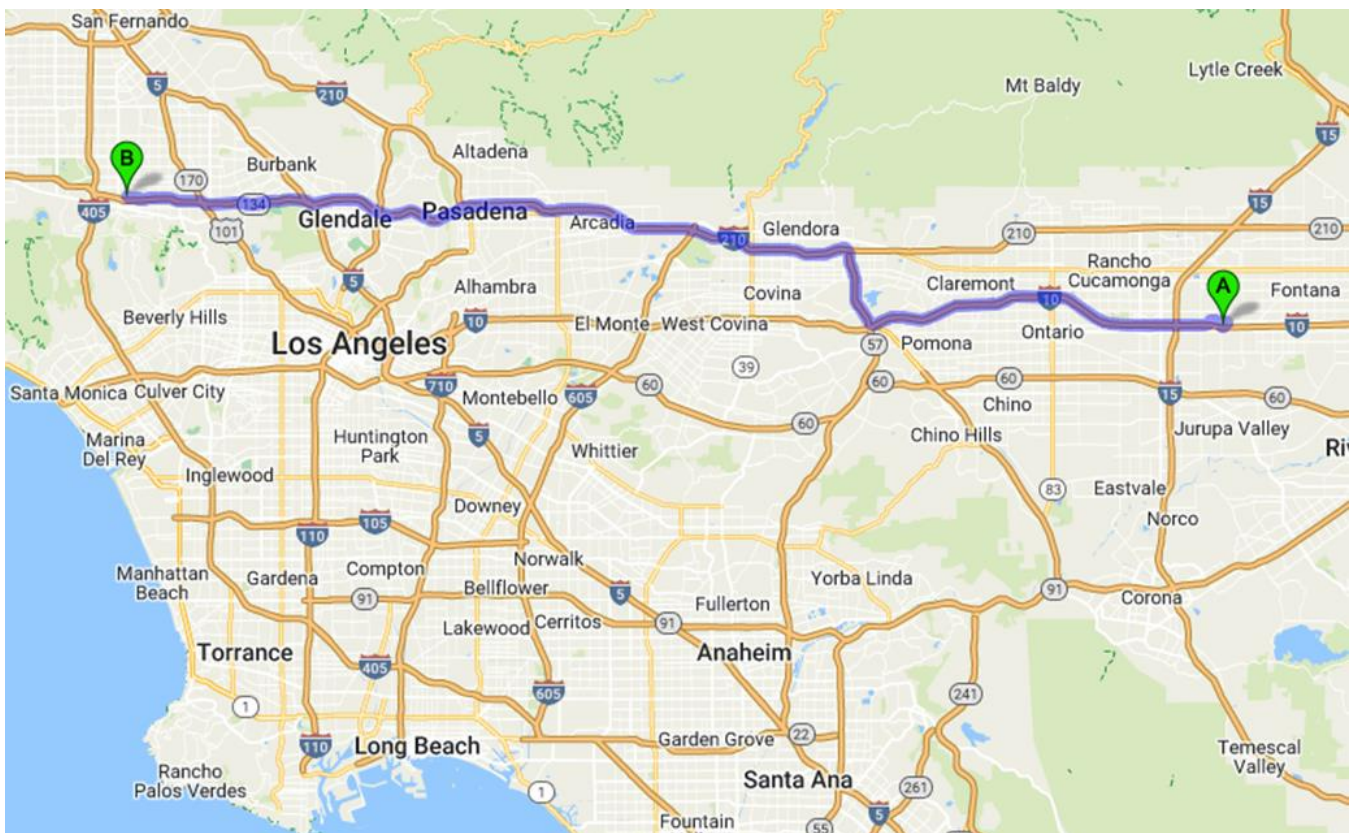 San Fernando
Lytle Creek
5
210
Mt Baldy
15
B
Burbank
Altadena
170
405
134
Glendale
Pasadena
Arcadia
Glendora
15
101
210
210
210
Rancho
Cucamonga
5
Alhambra
Covina
Claremont
10
A
Fontana
Beverly Hills
10
El Monte
West Covina
Ontario
10
Los Angeles
57
Pomona
39
Santa Monica
Culver City
710
60
60
60
15
60
Montebello
605
Chino
Marina
Del Rey
Huntington
Park
5
60
Chino Hills
Jurupa Valley
Whittier
Inglewood
83
Eastvale
Downey
Norco
110
105
Norwalk
Manhattan
Beach
Gardena
Compton
Bellflower
Yorba Linda
91
5
Fullerton
91
Corona
Lakewood
Cerritos
91
Torrance
Anaheim
405
605
241
1
110
Long Beach
Garden Grove
22
Temescal
Valley
Rancho
Palos Verdes
Santa Ana
1
261
Fountain
55
5